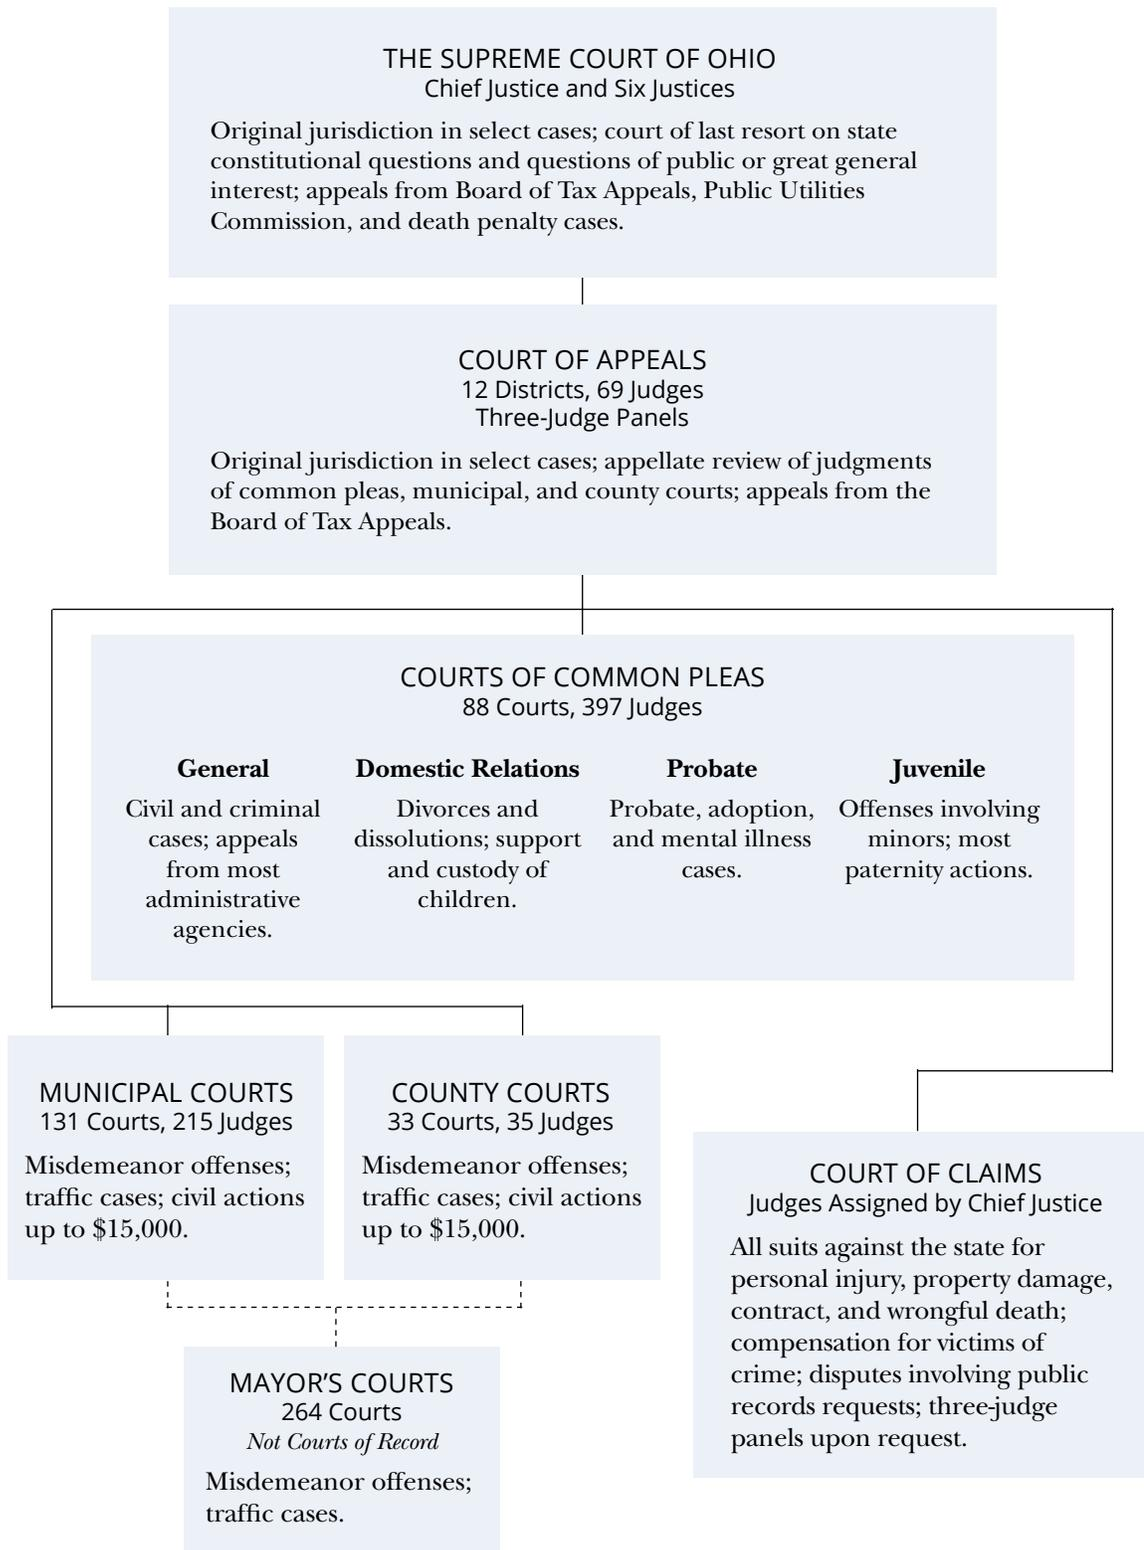 THE SUPREME COURT OF OHIO
Chief Justice and Six Justices
Original jurisdiction in select cases; court of last resort on state
constitutional questions and questions of public or great general
interest; appeals from Board of Tax Appeals, Public Utilities
Commission, and death penalty cases.
COURT OF APPEALS
12 Districts, 69 Judges
Three-Judge Panels
Original jurisdiction in select cases; appellate review of judgments
of common pleas, municipal, and county courts; appeals from the
Board of Tax Appeals.
COURTS OF COMMON PLEAS
88 Courts, 397 Judges
General
Civil and criminal
cases; appeals
from most
administrative
agencies.
Domestic Relations
Divorces and
dissolutions; support
and custody of
children.
Probate
Probate, adoption,
and mental illness
cases.
Juvenile
Offenses involving
minors; most
paternity actions.
MUNICIPAL COURTS
131 Courts, 215 Judges
Misdemeanor offenses;
traffic cases; civil actions
up to $15,000.
COUNTY COURTS
33 Courts, 35 Judges
Misdemeanor offenses;
traffic cases; civil actions
up to $15,000.
COURT OF CLAIMS
Judges Assigned by Chief Justice
All suits against the state for
personal injury, property damage,
contract, and wrongful death;
compensation for victims of
crime; disputes involving public
records requests; three-judge
panels upon request.
MAYOR’S COURTS
264 Courts
Not Courts of Record
Misdemeanor offenses;
traffic cases.